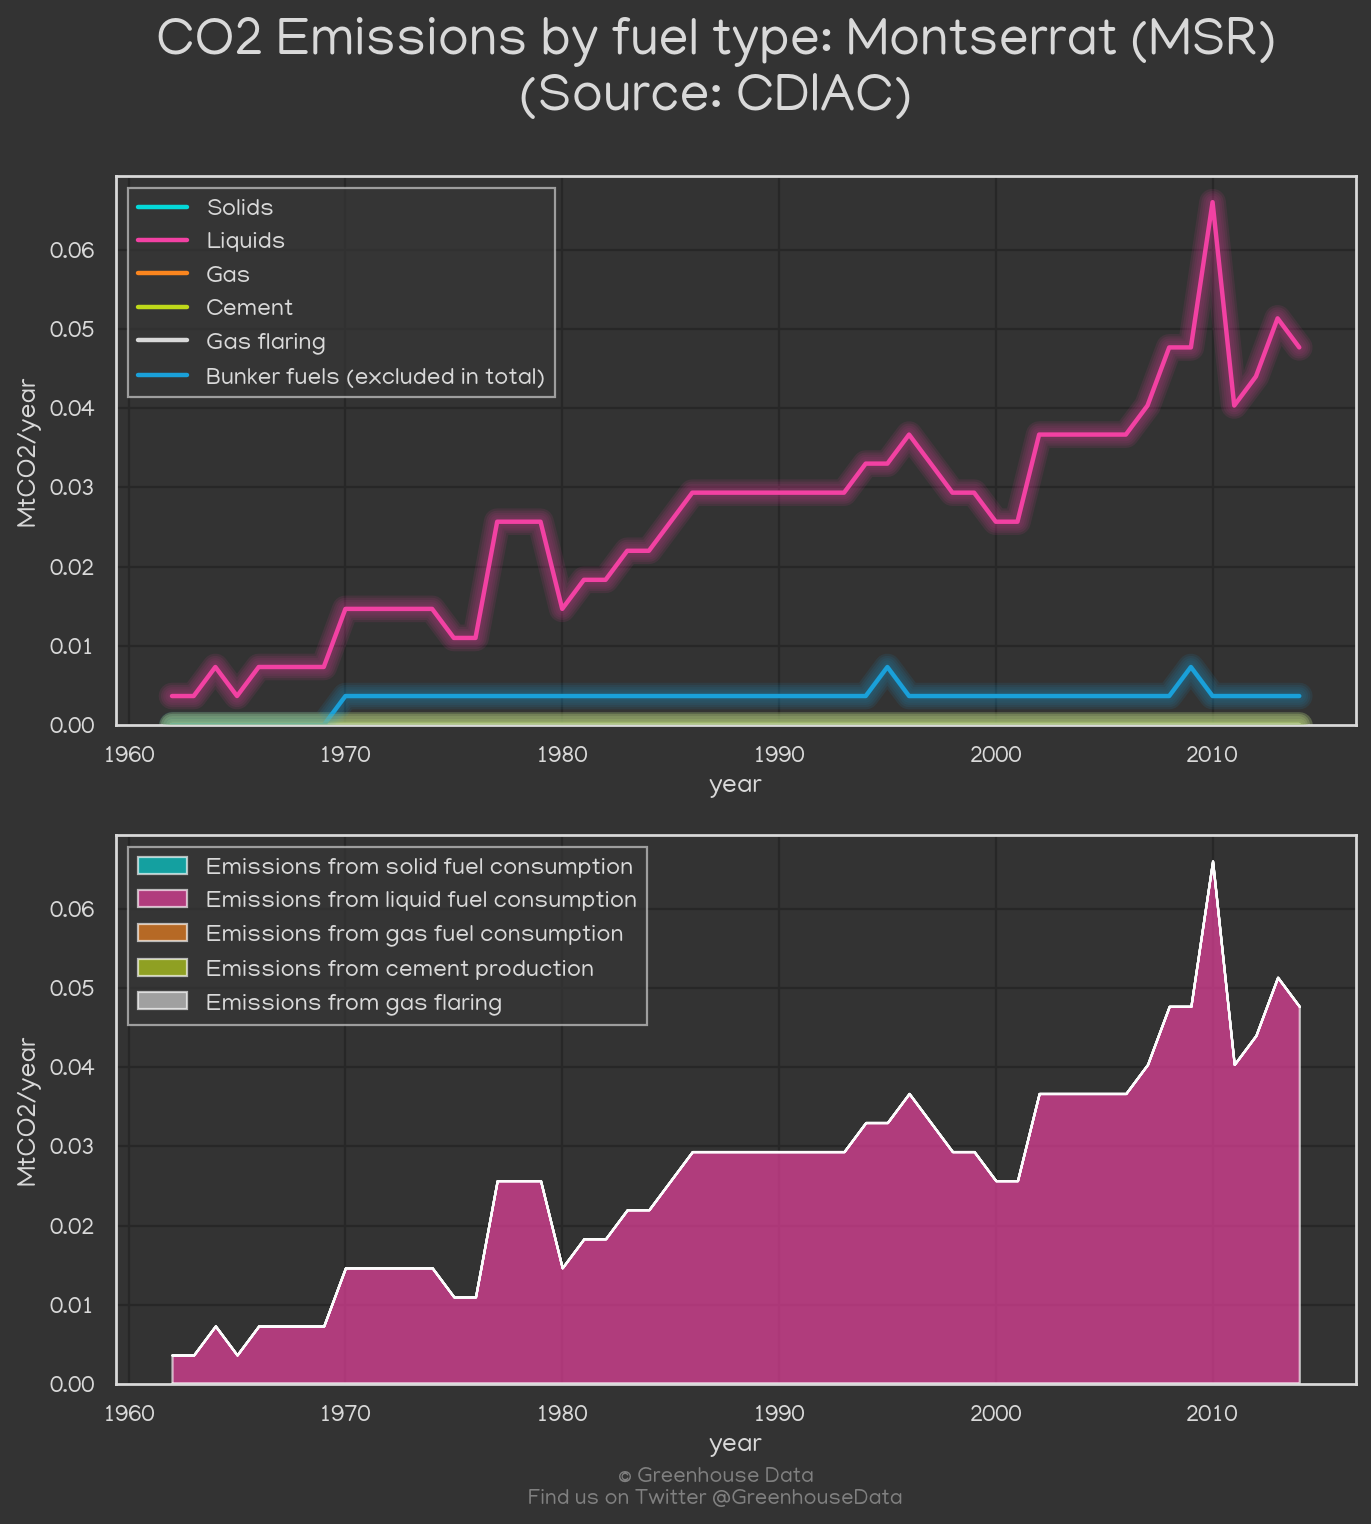 CO2 Emissions by fuel type: Montserrat (MSR)
(Source: CDIAC)
Solids
Liquids
Gas
Cement
Gas flaring
Bunker fuels (excluded in total)
MtCO2/year
0.06
0.05
0.04
0.03
0.02
0.01
0.00
1960 1970 1980 1990 2000 2010
year
Emissions from solid fuel consumption
Emissions from liquid fuel consumption
Emissions from gas fuel consumption
Emissions from cement production
Emissions from gas flaring
MtCO2/year
0.06
0.05
0.04
0.03
0.02
0.01
0.00
1960 1970 1980 1990 2000 2010
year
© Greenhouse Data
Find us on Twitter @GreenhouseData